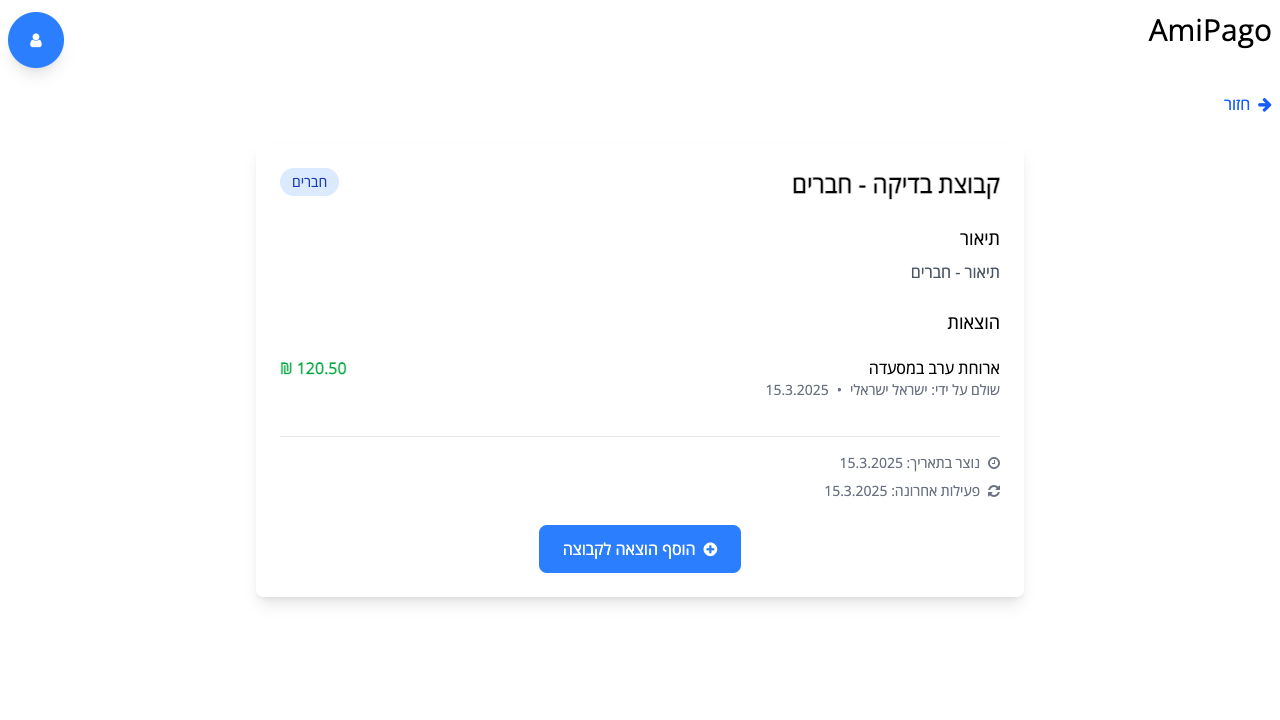 AmiPago
חזור
קבוצת בדיקה - חברים
חברים
תיאור
תיאור - חברים
הוצאות
ארוחת ערב במסעדה
120.50 ₪
שולם על ידי: ישראל ישראלי • 15.3.2025
נוצר בתאריך: 15.3.2025
פעילות אחרונה: 15.3.2025
הוסף הוצאה לקבוצה